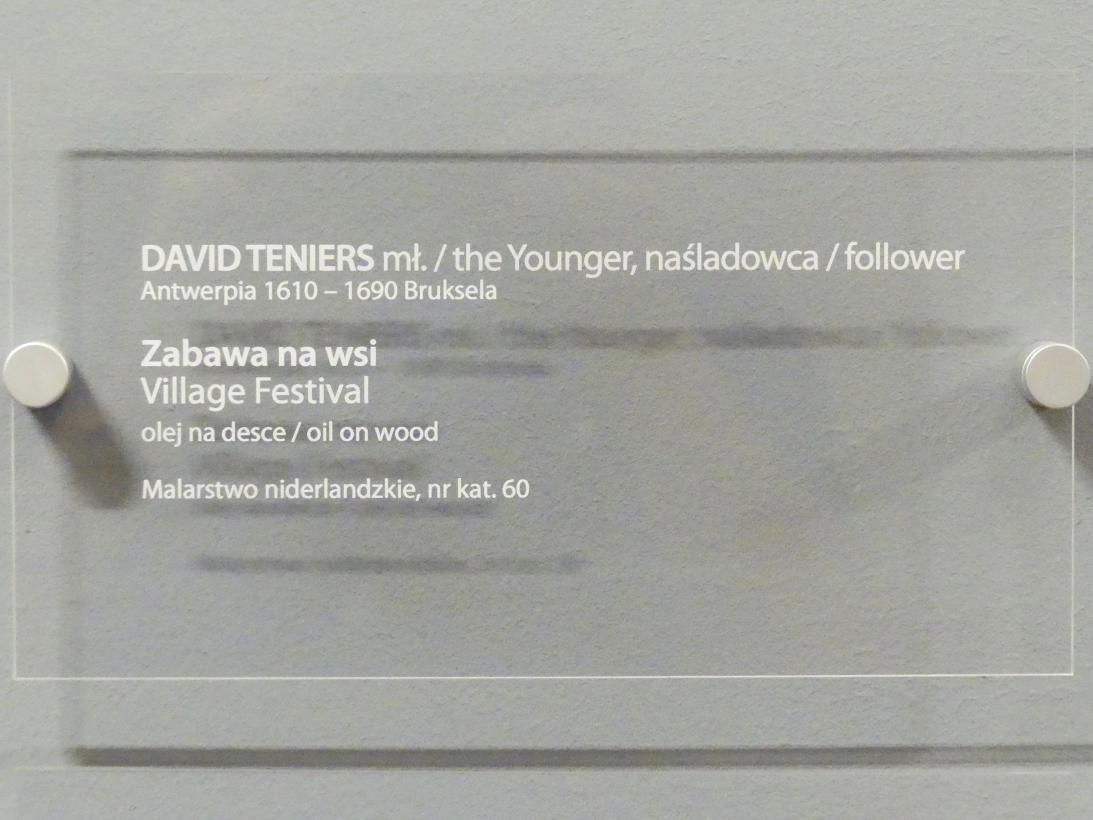 DAVID TENIERS mł. / the Younger, naśladowca / follower
Antwerpia 1610 – 1690 Bruksela
Zabawa na wsi
Village Festival
olej na desce / oil on wood
Malarstwo niderlandzkie, nr kat. 60